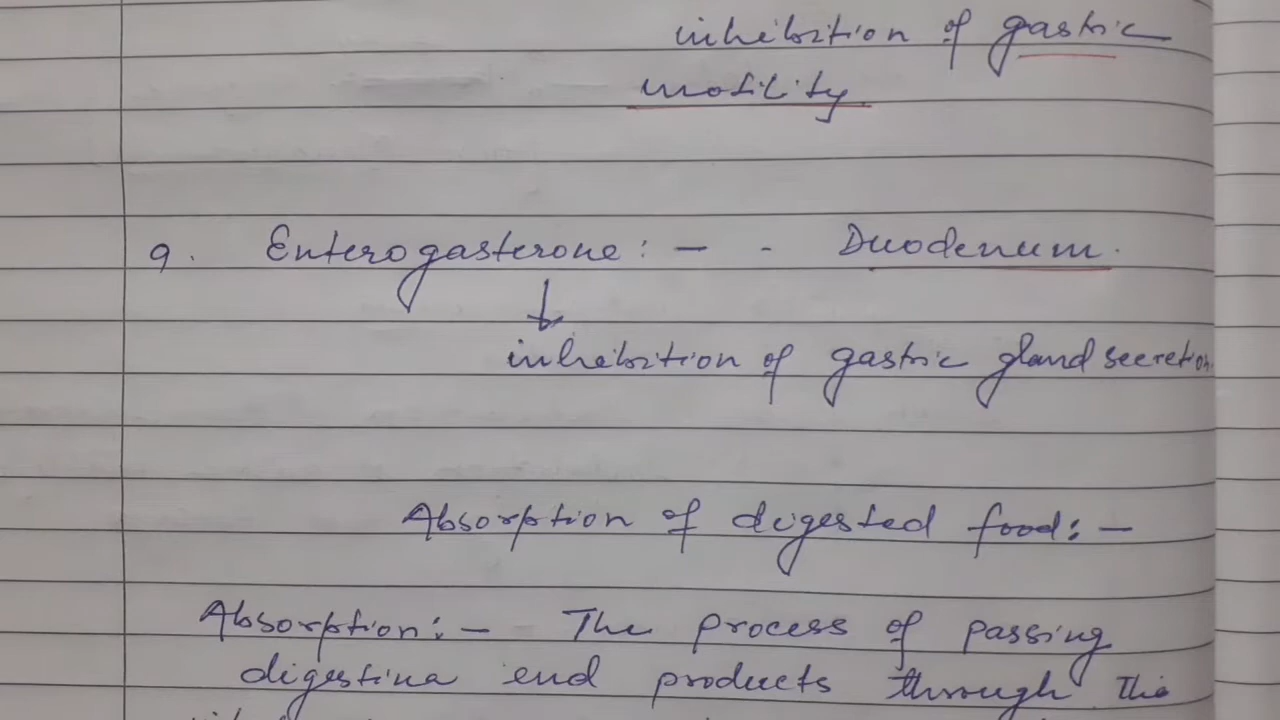 inhibition of gastric
motility
9. Enterogasterone :- - Duodenum.
↓
inhibition of gastric gland secretion
Absorption of digested food :-
Absorption :- The process of passing
digestina end products through the